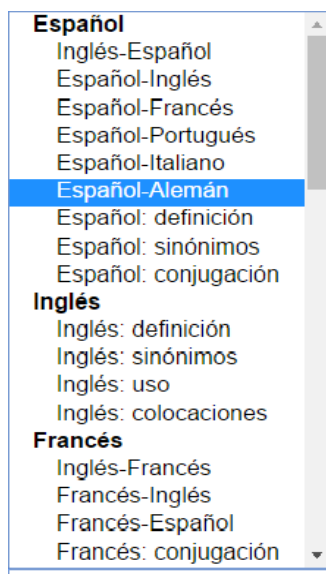 Español
Inglés-Español
Español-Inglés
Español-Francés
Español-Portugués
Español-Italiano
Español-Alemán
Español: definición
Español: sinónimos
Español: conjugación
Inglés
Inglés: definición
Inglés: sinónimos
Inglés: uso
Inglés: colocaciones
Francés
Inglés-Francés
Francés-Inglés
Francés-Español
Francés: conjugación